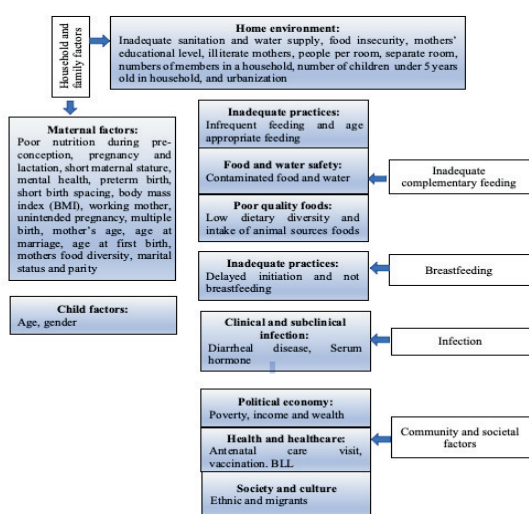 Household and
family factors
Home environment:
Inadequate sanitation and water supply, food insecurity, mothers'
educational level, illiterate mothers, people per room, separate room,
numbers of members in a household, number of children under 5 years
old in household, and urbanization
Maternal factors:
Poor nutrition during pre-
conception, pregnancy and
lactation, short maternal stature,
mental health, preterm birth,
short birth spacing, body mass
index (BMI), working mother,
unintended pregnancy, multiple
birth, mother's age, age at
marriage, age at first birth,
mothers food diversity, marital
status and parity
Child factors:
Age, gender
Inadequate practices:
Infrequent feeding and age
appropriate feeding
Food and water safety:
Contaminated food and water
Poor quality foods:
Low dietary diversity and
intake of animal sources foods
Inadequate
complementary feeding
Inadequate practices:
Delayed initiation and not
breastfeeding
Breastfeeding
Clinical and subclinical
infection:
Diarrheal disease, Serum
hormone
Infection
Political economy:
Poverty, income and wealth
Health and healthcare:
Antenatal care visit,
vaccination. BLL
Society and culture
Ethnic and migrants
Community and societal
factors